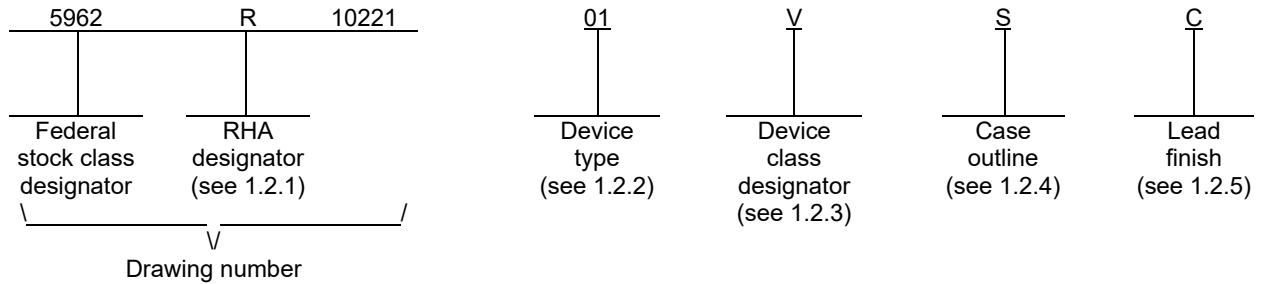 5962 R 10221 01 V S C
Federal stock class designator
RHA designator (see 1.2.1)
Device type (see 1.2.2)
Device class designator (see 1.2.3)
Case outline (see 1.2.4)
Lead finish (see 1.2.5)
Drawing number